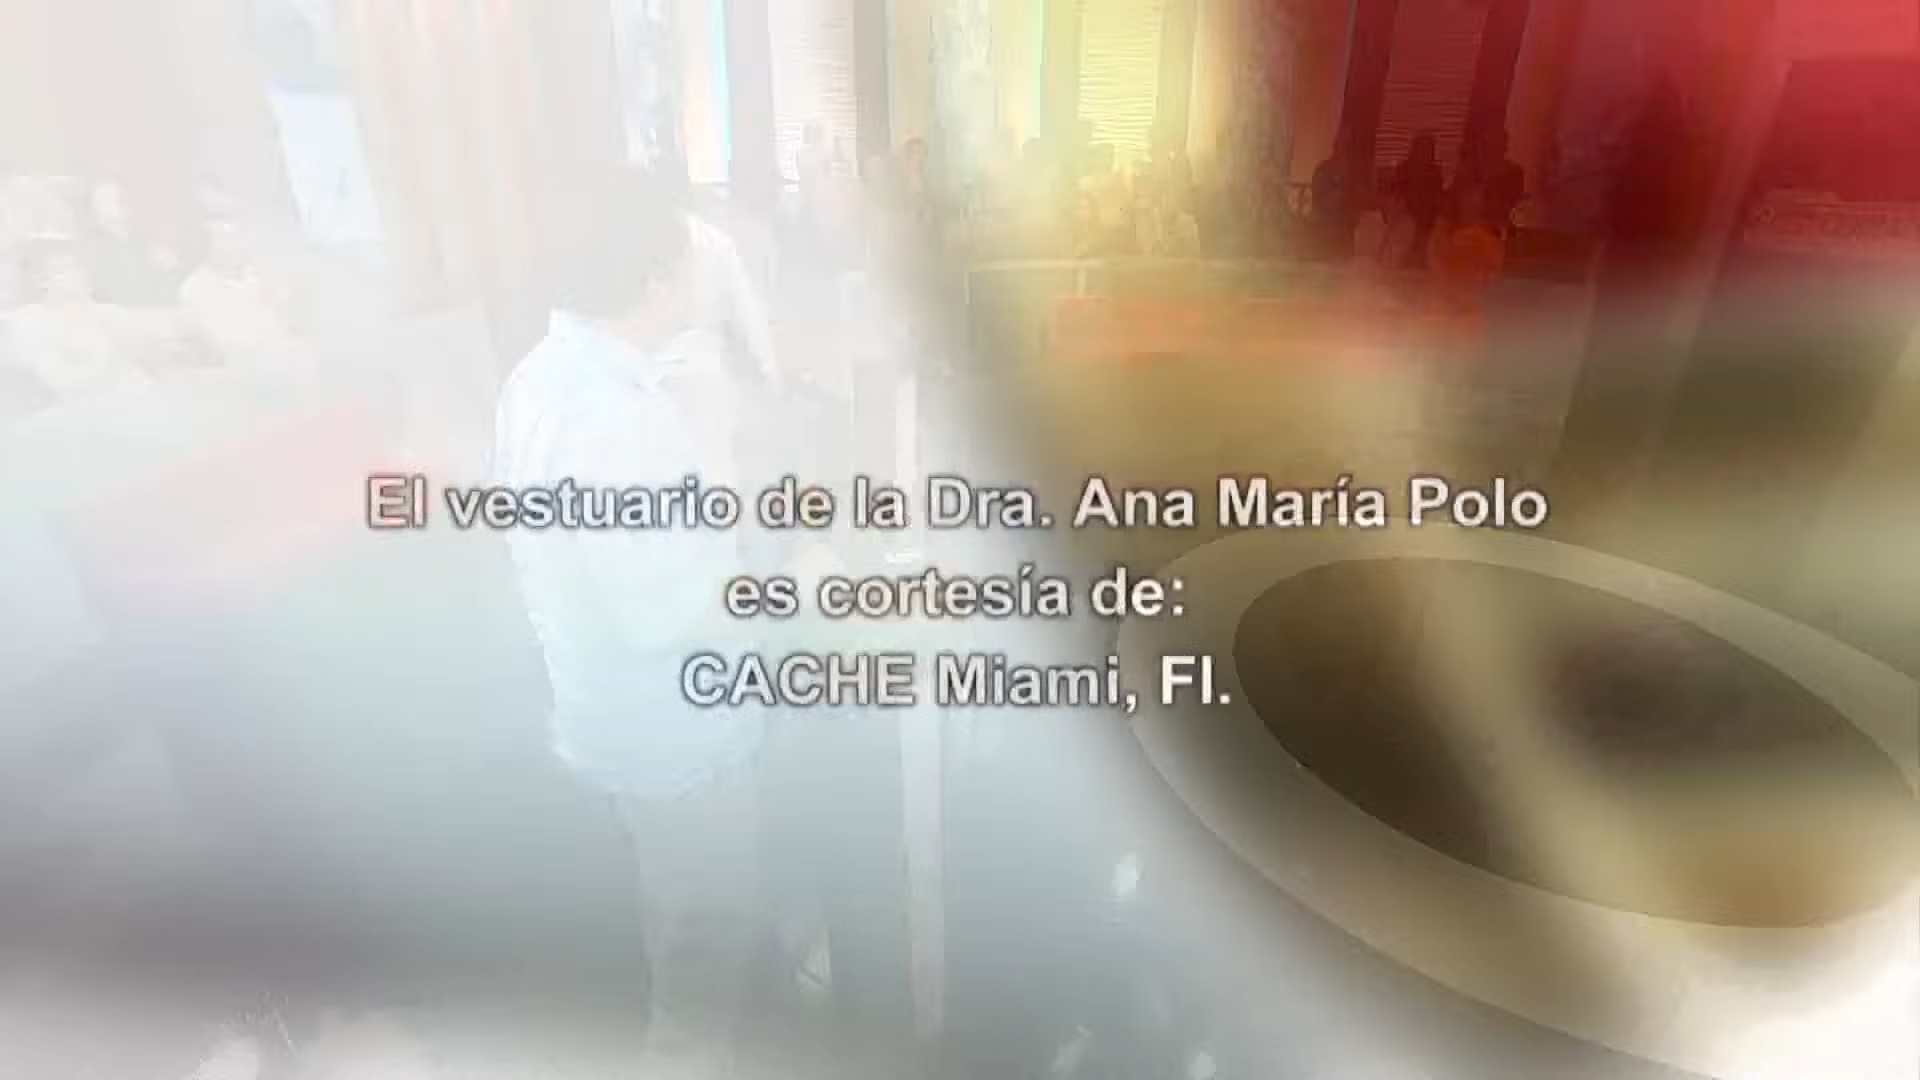 El vestuario de la Dra. Ana María Polo
es cortesía de:
CACHE Miami, Fl.